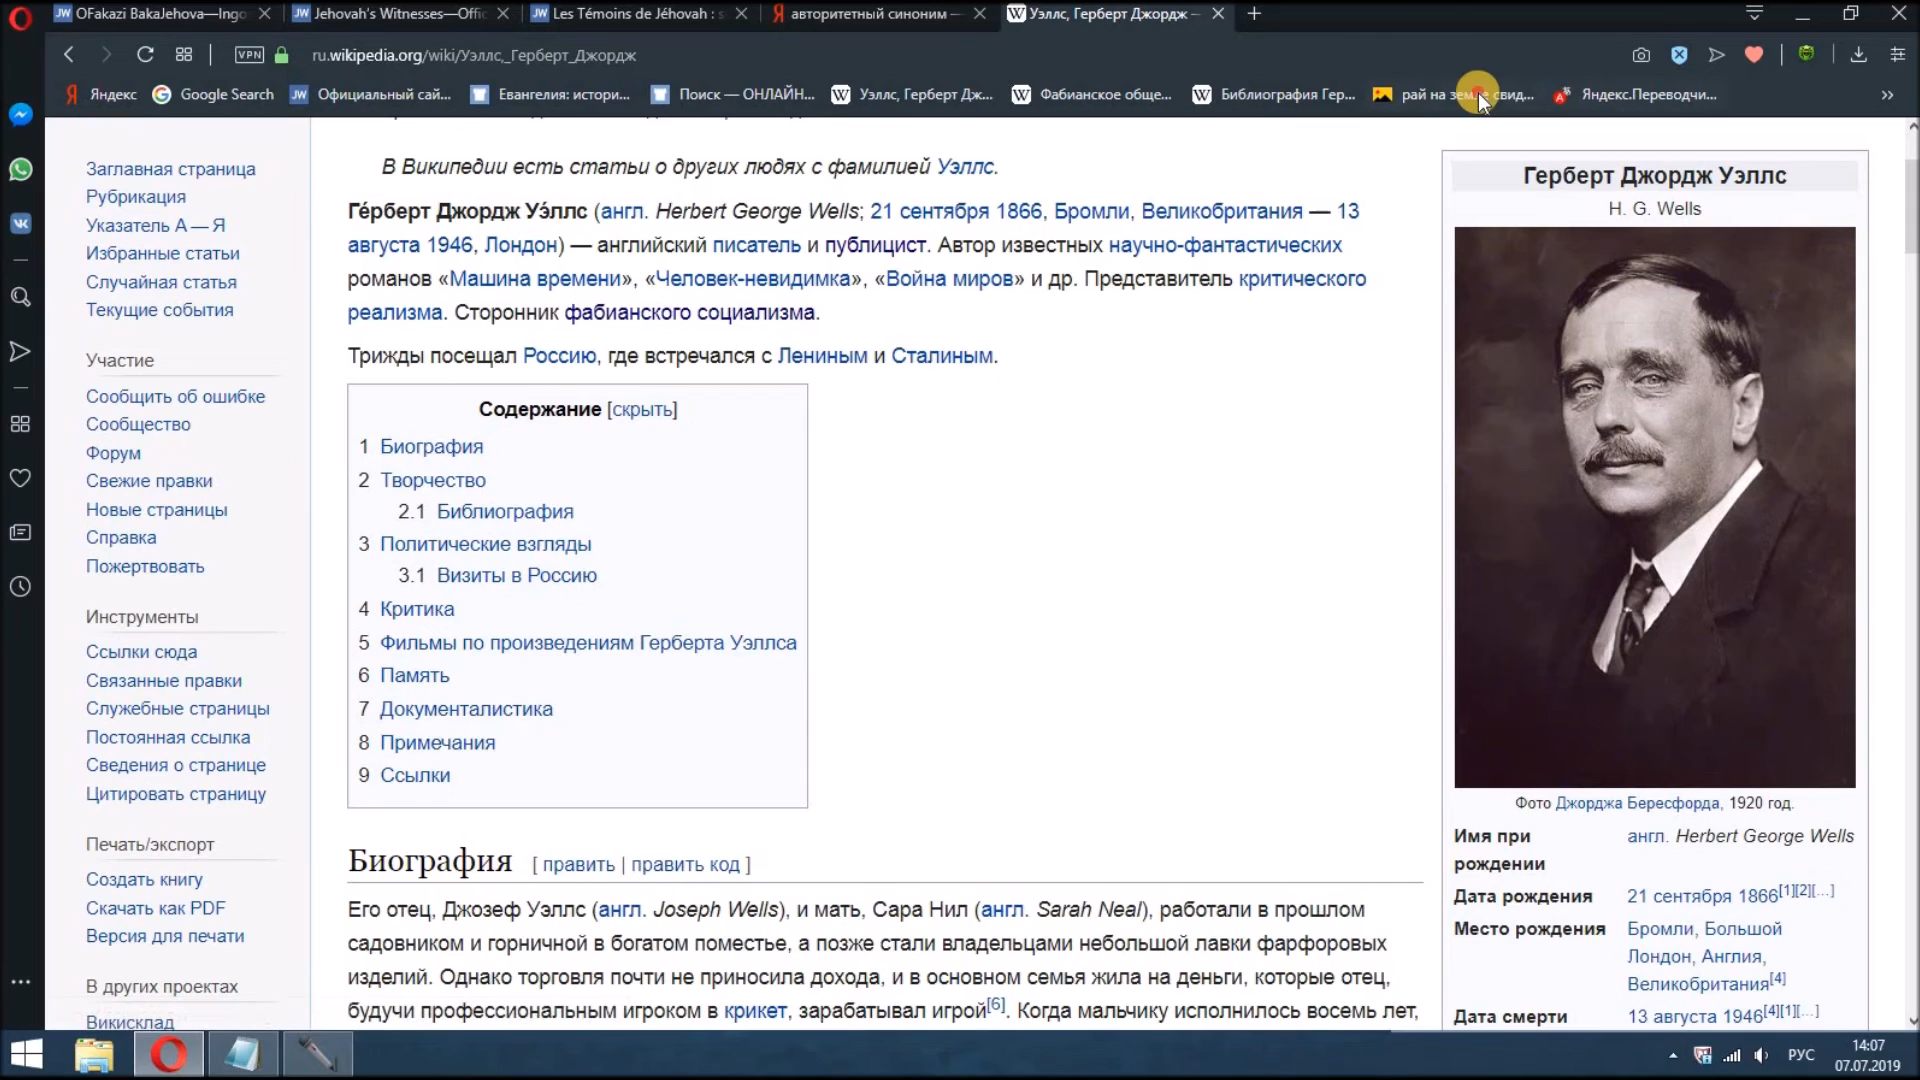 OFakazi BakaJehova—Ingo
Jehovah's Witnesses—Offic
Les Témoins de Jéhovah : s
авторитетный синоним —
Уэллс, Герберт Джордж —
VPN
ru.wikipedia.org/wiki/Уэллс,_Герберт_Джордж
Яндекс
Google Search
Официальный сай...
Евангелия: истори...
Поиск — ОНЛАЙН...
Уэллс, Герберт Дж...
Фабианское обще...
Библиография Гер...
рай на земле свид...
Яндекс.Переводчи...
Заглавная страница
Рубрикация
Указатель А — Я
Избранные статьи
Случайная статья
Текущие события
Участие
Сообщить об ошибке
Сообщество
Форум
Свежие правки
Новые страницы
Справка
Пожертвовать
Инструменты
Ссылки сюда
Связанные правки
Служебные страницы
Постоянная ссылка
Сведения о странице
Цитировать страницу
Печать/экспорт
Создать книгу
Скачать как PDF
Версия для печати
В других проектах
Викисклад
В Википедии есть статьи о других людях с фамилией Уэллс.
Ге́рберт Джордж Уэ́ллс (англ. Herbert George Wells; 21 сентября 1866, Бромли, Великобритания — 13
августа 1946, Лондон) — английский писатель и публицист. Автор известных научно-фантастических
романов «Машина времени», «Человек-невидимка», «Война миров» и др. Представитель критического
реализма. Сторонник фабианского социализма.
Трижды посещал Россию, где встречался с Лениным и Сталиным.
Содержание [скрыть]
1 Биография
2 Творчество
2.1 Библиография
3 Политические взгляды
3.1 Визиты в Россию
4 Критика
5 Фильмы по произведениям Герберта Уэллса
6 Память
7 Документалистика
8 Примечания
9 Ссылки
Биография [ править | править код ]
Его отец, Джозеф Уэллс (англ. Joseph Wells), и мать, Сара Нил (англ. Sarah Neal), работали в прошлом
садовником и горничной в богатом поместье, а позже стали владельцами небольшой лавки фарфоровых
изделий. Однако торговля почти не приносила дохода, и в основном семья жила на деньги, которые отец,
будучи профессиональным игроком в крикет, зарабатывал игрой[6]. Когда мальчику исполнилось восемь лет,
Герберт Джордж Уэллс
H. G. Wells
Фото Джорджа Бересфорда, 1920 год.
Имя при рождении
англ. Herbert George Wells
Дата рождения
21 сентября 1866[1][2][...]
Место рождения
Бромли, Большой
Лондон, Англия,
Великобритания[4]
Дата смерти
13 августа 1946[4][1][...]
РУС
14:07
07.07.2019